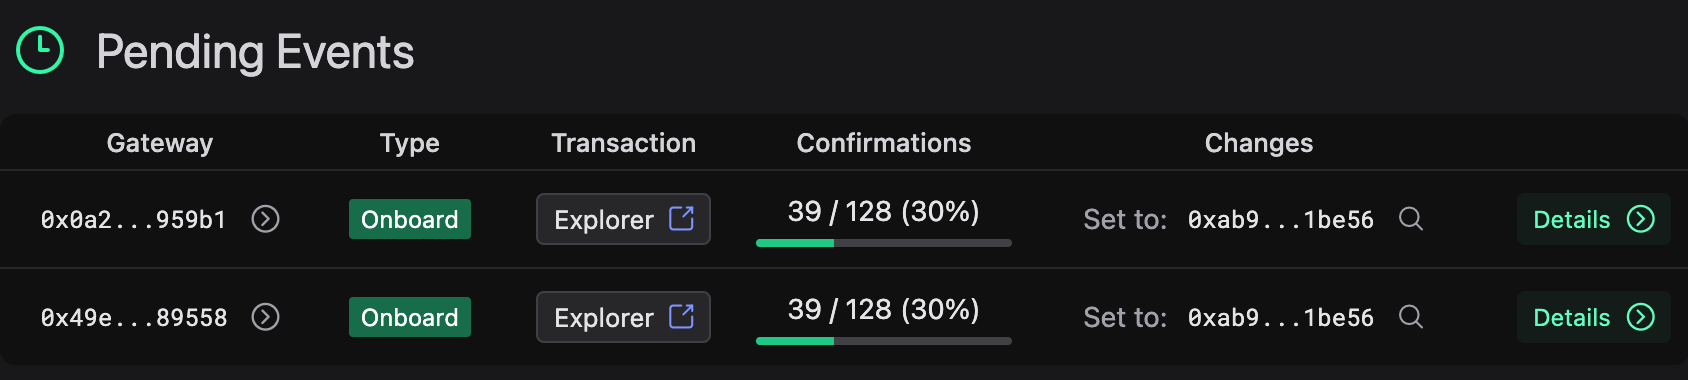 Pending Events
Gateway Type Transaction Confirmations Changes
0x0a2...959b1 Onboard Explorer 39 / 128 (30%) Set to: 0xab9...1be56 Details
0x49e...89558 Onboard Explorer 39 / 128 (30%) Set to: 0xab9...1be56 Details